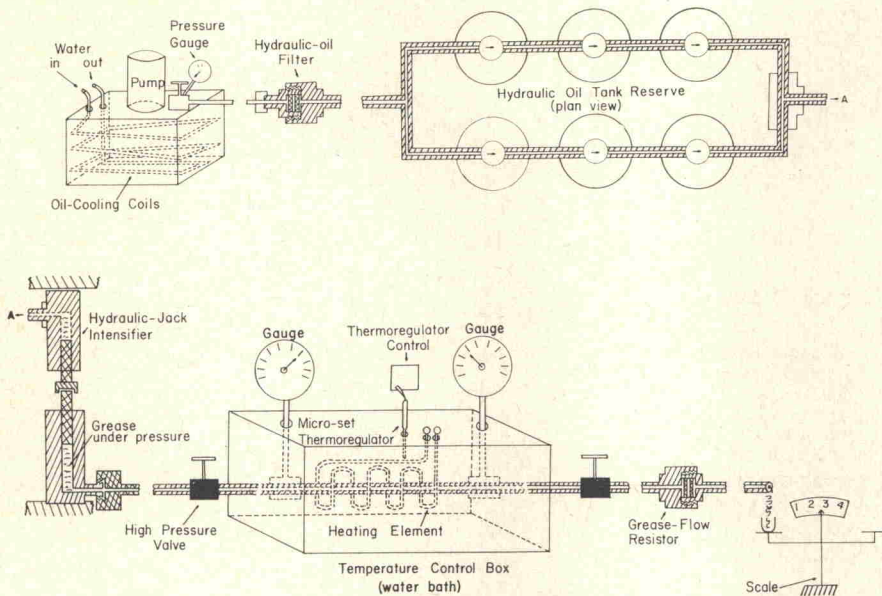 Water
in out
Pump
Pressure
Gauge
Hydraulic-oil
Filter
Oil-Cooling Coils
Hydraulic Oil Tank Reserve
(plan view)
A
A
Hydraulic-Jack
Intensifier
Grease
under pressure
High Pressure
Valve
Gauge
Thermoregulator
Control
Gauge
Micro-set
Thermoregulator
Heating Element
Temperature Control Box
(water bath)
Grease-Flow
Resistor
1 2 3 4
Scale